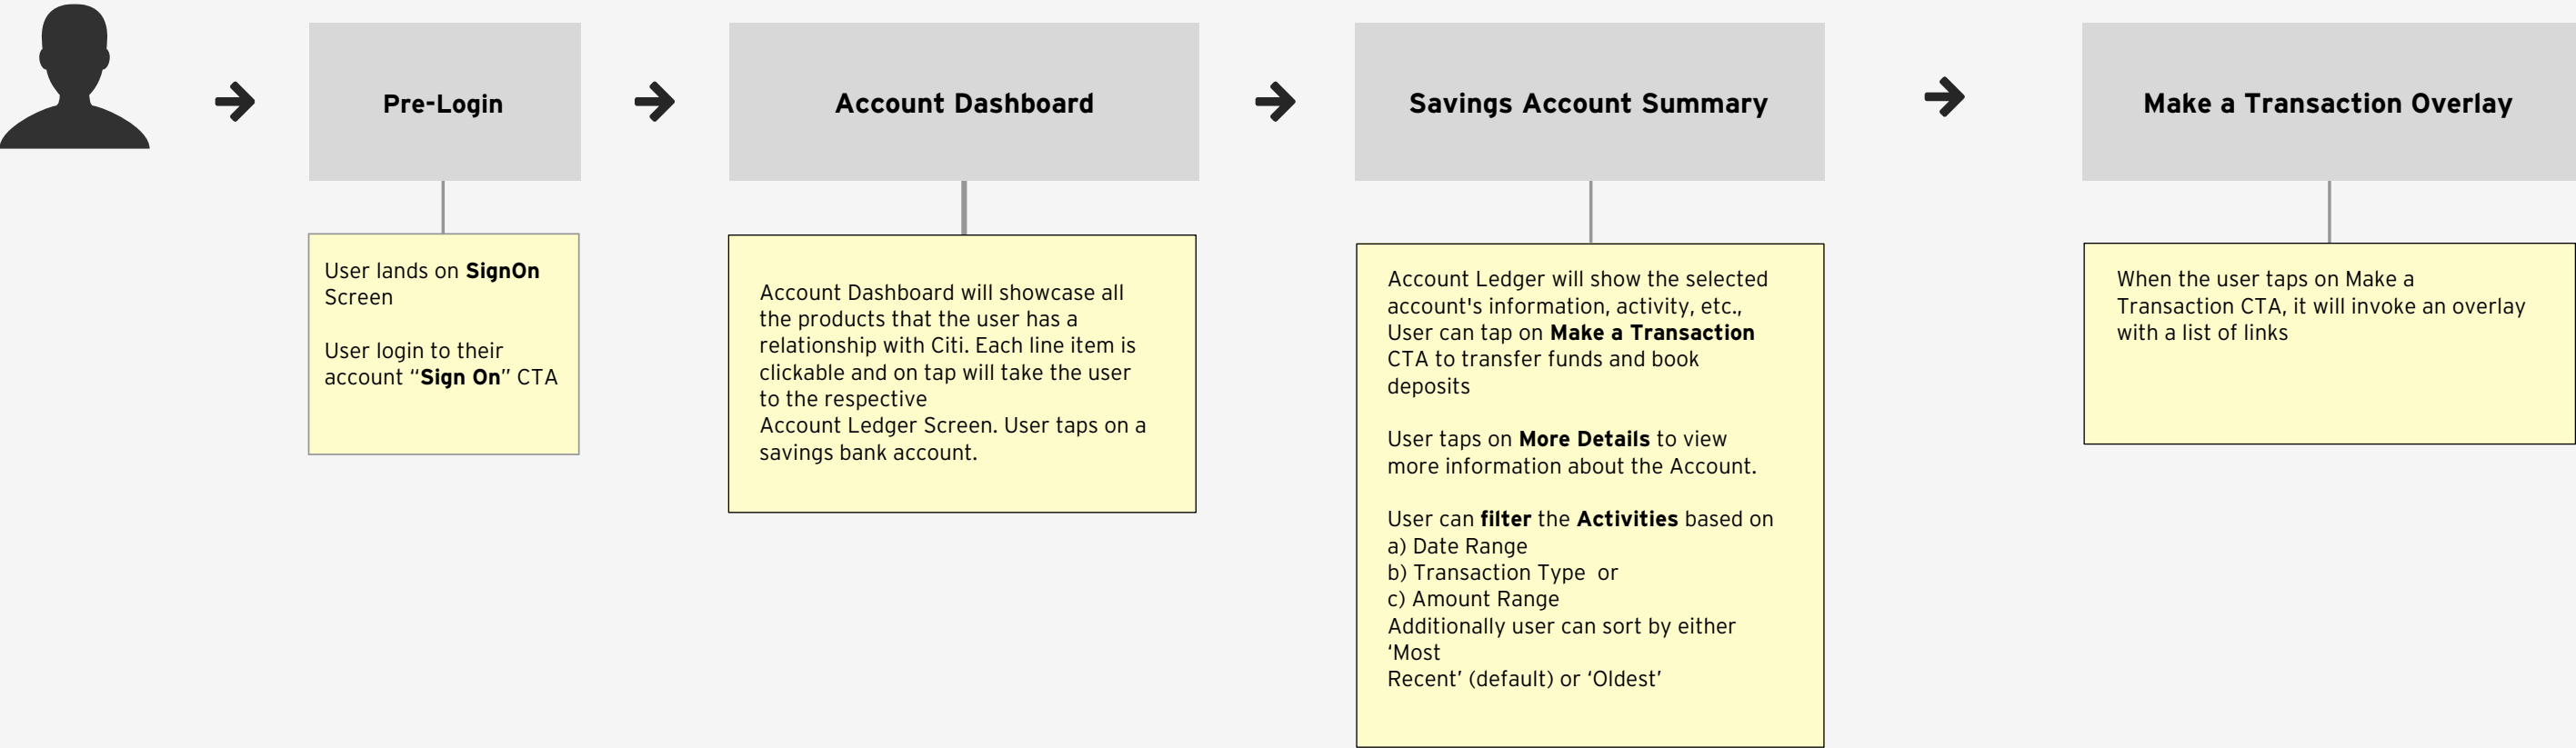 Pre-Login
Account Dashboard
Savings Account Summary
Make a Transaction Overlay
User lands on SignOn
Screen
User login to their
account “Sign On” CTA
Account Dashboard will showcase all
the products that the user has a
relationship with Citi. Each line item is
clickable and on tap will take the user
to the respective
Account Ledger Screen. User taps on a
savings bank account.
Account Ledger will show the selected
account's information, activity, etc.,
User can tap on Make a Transaction
CTA to transfer funds and book
deposits
User taps on More Details to view
more information about the Account.
User can filter the Activities based on
a) Date Range
b) Transaction Type  or
c) Amount Range
Additionally user can sort by either
‘Most
Recent’ (default) or ‘Oldest’
When the user taps on Make a
Transaction CTA, it will invoke an overlay
with a list of links